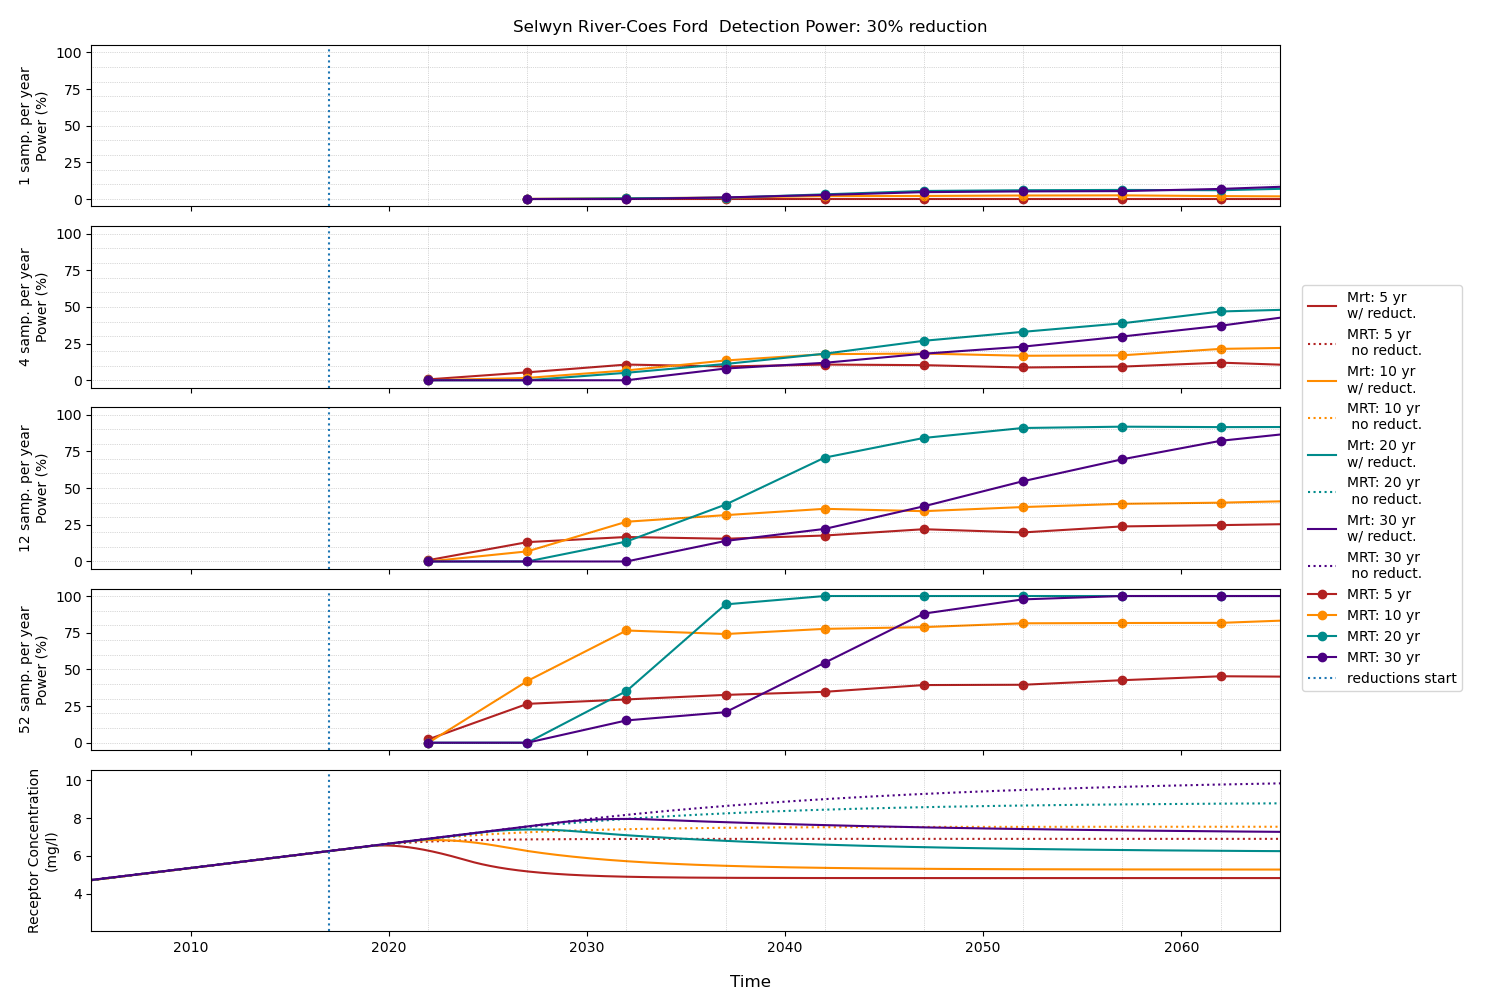 Selwyn River-Coes Ford  Detection Power: 30% reduction
1 samp. per year
Power (%)
100
75
50
25
0
4 samp. per year
Power (%)
100
75
50
25
0
12 samp. per year
Power (%)
100
75
50
25
0
52 samp. per year
Power (%)
100
75
50
25
0
Receptor Concentration
(mg/l)
10
8
6
4
2010
2020
2030
2040
2050
2060
Time
Mrt: 5 yr
w/ reduct.
MRT: 5 yr
no reduct.
Mrt: 10 yr
w/ reduct.
MRT: 10 yr
no reduct.
Mrt: 20 yr
w/ reduct.
MRT: 20 yr
no reduct.
Mrt: 30 yr
w/ reduct.
MRT: 30 yr
no reduct.
MRT: 5 yr
MRT: 10 yr
MRT: 20 yr
MRT: 30 yr
reductions start